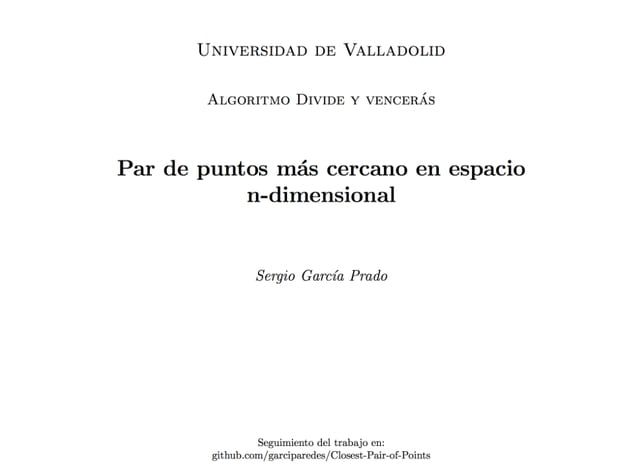 Universidad de Valladolid
Algoritmo Divide y vencerás
Par de puntos más cercano en espacio
n-dimensional
Sergio García Prado
Seguimiento del trabajo en:
github.com/garciparedes/Closest-Pair-of-Points